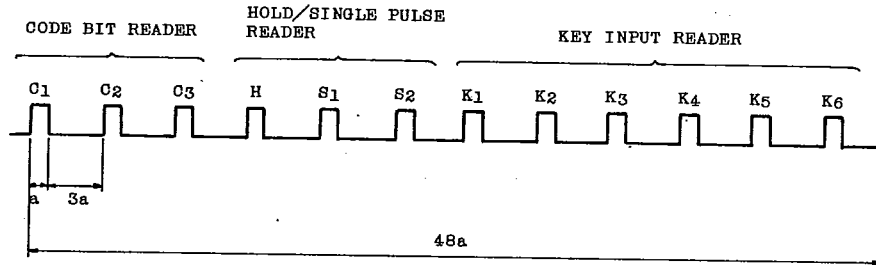 HOLD/SINGLE PULSE
READER
CODE BIT READER
KEY INPUT READER
C1 C2 C3 H S1 S2 K1 K2 K3 K4 K5 K6
a 3a
48a